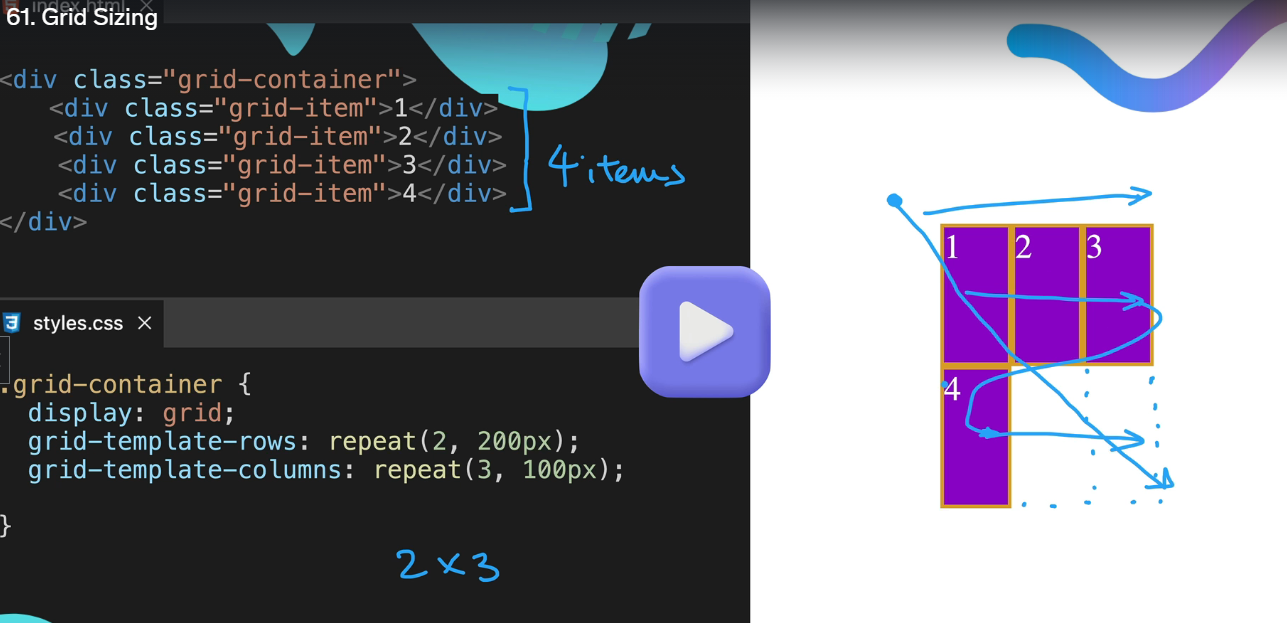 index.html
61. Grid Sizing
<div class="grid-container">
<div class="grid-item">1</div>
<div class="grid-item">2</div>
<div class="grid-item">3</div>
<div class="grid-item">4</div>
</div>
4 items
styles.css
.grid-container {
display: grid;
grid-template-rows: repeat(2, 200px);
grid-template-columns: repeat(3, 100px);
}
2 x 3
1 2 3
4